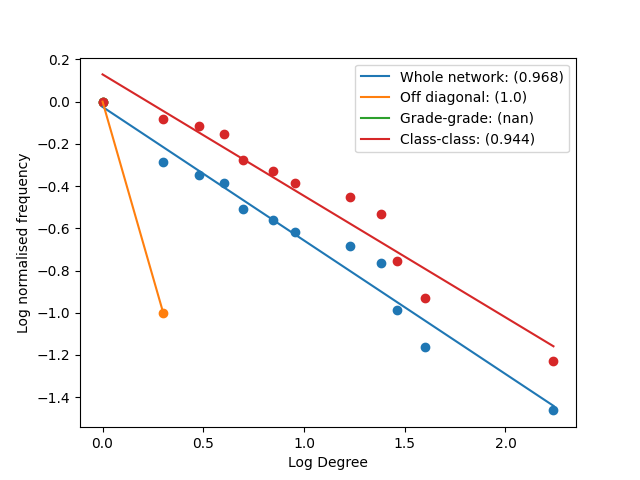 Whole network: (0.968)
Off diagonal: (1.0)
Grade-grade: (nan)
Class-class: (0.944)
0.2
0.0
−0.2
−0.4
−0.6
−0.8
−1.0
−1.2
−1.4
Log normalised frequency
0.0 0.5 1.0 1.5 2.0
Log Degree